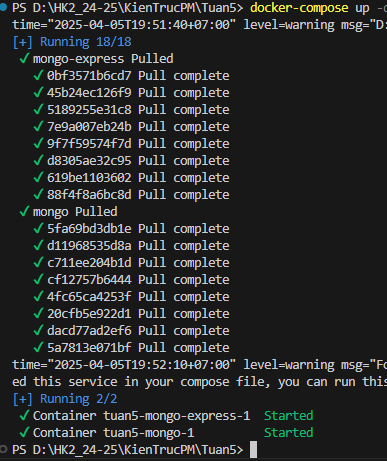 PS D:\HK2_24-25\KienTrucPM\Tuan5> docker-compose up -
time="2025-04-05T19:51:40+07:00" level=warning msg="D:
[+] Running 18/18
✓ mongo-express Pulled
✓ 0bf3571b6cd7 Pull complete
✓ 45b24ec126f9 Pull complete
✓ 5189255e31c8 Pull complete
✓ 7e9a007eb24b Pull complete
✓ 9f7f59574f7d Pull complete
✓ d8305ae32c95 Pull complete
✓ 619be1103602 Pull complete
✓ 88f4f8a6bc8d Pull complete
✓ mongo Pulled
✓ 5fa69bd3db1e Pull complete
✓ d11968535d8a Pull complete
✓ c711ee204b1d Pull complete
✓ cf12757b6444 Pull complete
✓ 4fc65ca4253f Pull complete
✓ 20cfb5e922d1 Pull complete
✓ dacd77ad2ef6 Pull complete
✓ 5a7813e071bf Pull complete
time="2025-04-05T19:52:10+07:00" level=warning msg="Fo
ed this service in your compose file, you can run this
[+] Running 2/2
✓ Container tuan5-mongo-express-1 Started
✓ Container tuan5-mongo-1 Started
PS D:\HK2_24-25\KienTrucPM\Tuan5>